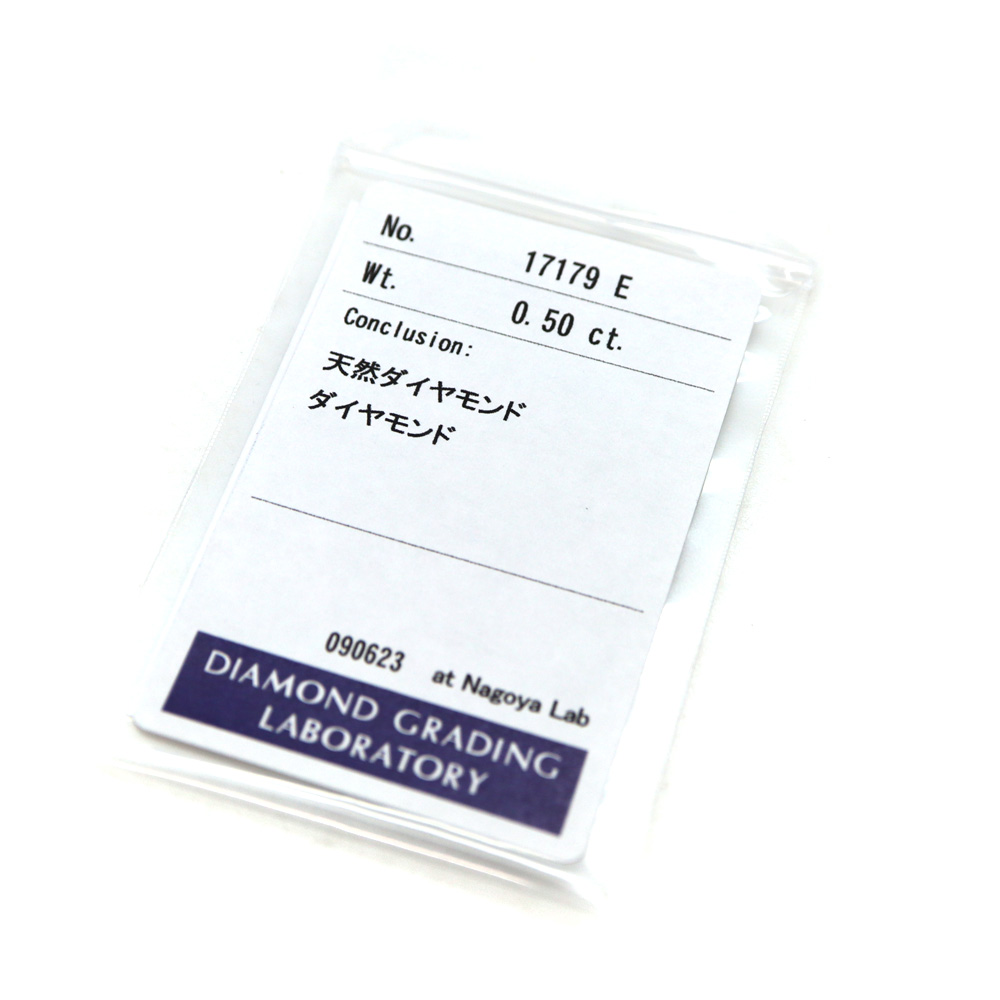 No. 17179 E
Wt. 0.50 ct.
Conclusion:
天然ダイヤモンド
ダイヤモンド
090623 at Nagoya Lab
DIAMOND GRADING
LABORATORY